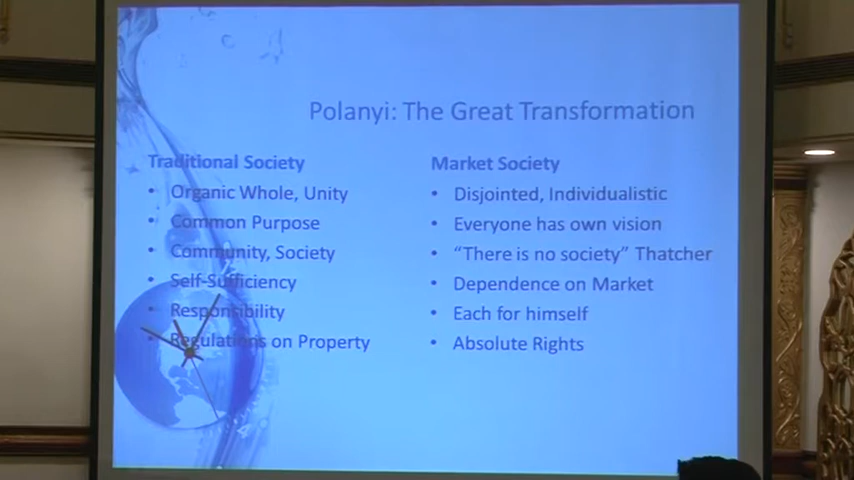 Polanyi: The Great Transformation
Traditional Society
• Organic Whole, Unity
• Common Purpose
• Community, Society
• Self-Sufficiency
• Responsibility
• Regulations on Property
Market Society
• Disjointed, Individualistic
• Everyone has own vision
• “There is no society” Thatcher
• Dependence on Market
• Each for himself
• Absolute Rights